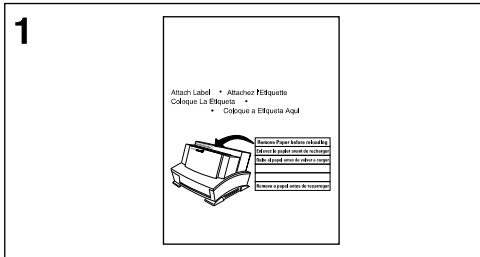 1
Attach Label • Attachez l'Etiquette
Coloque La Etiqueta •
• Coloque a Etiqueta Aqui
Remove Paper before reloading
Enlevez le papier avant de recharger
Quite el papel antes de volver a cargar
Remova o papel antes de recarregar